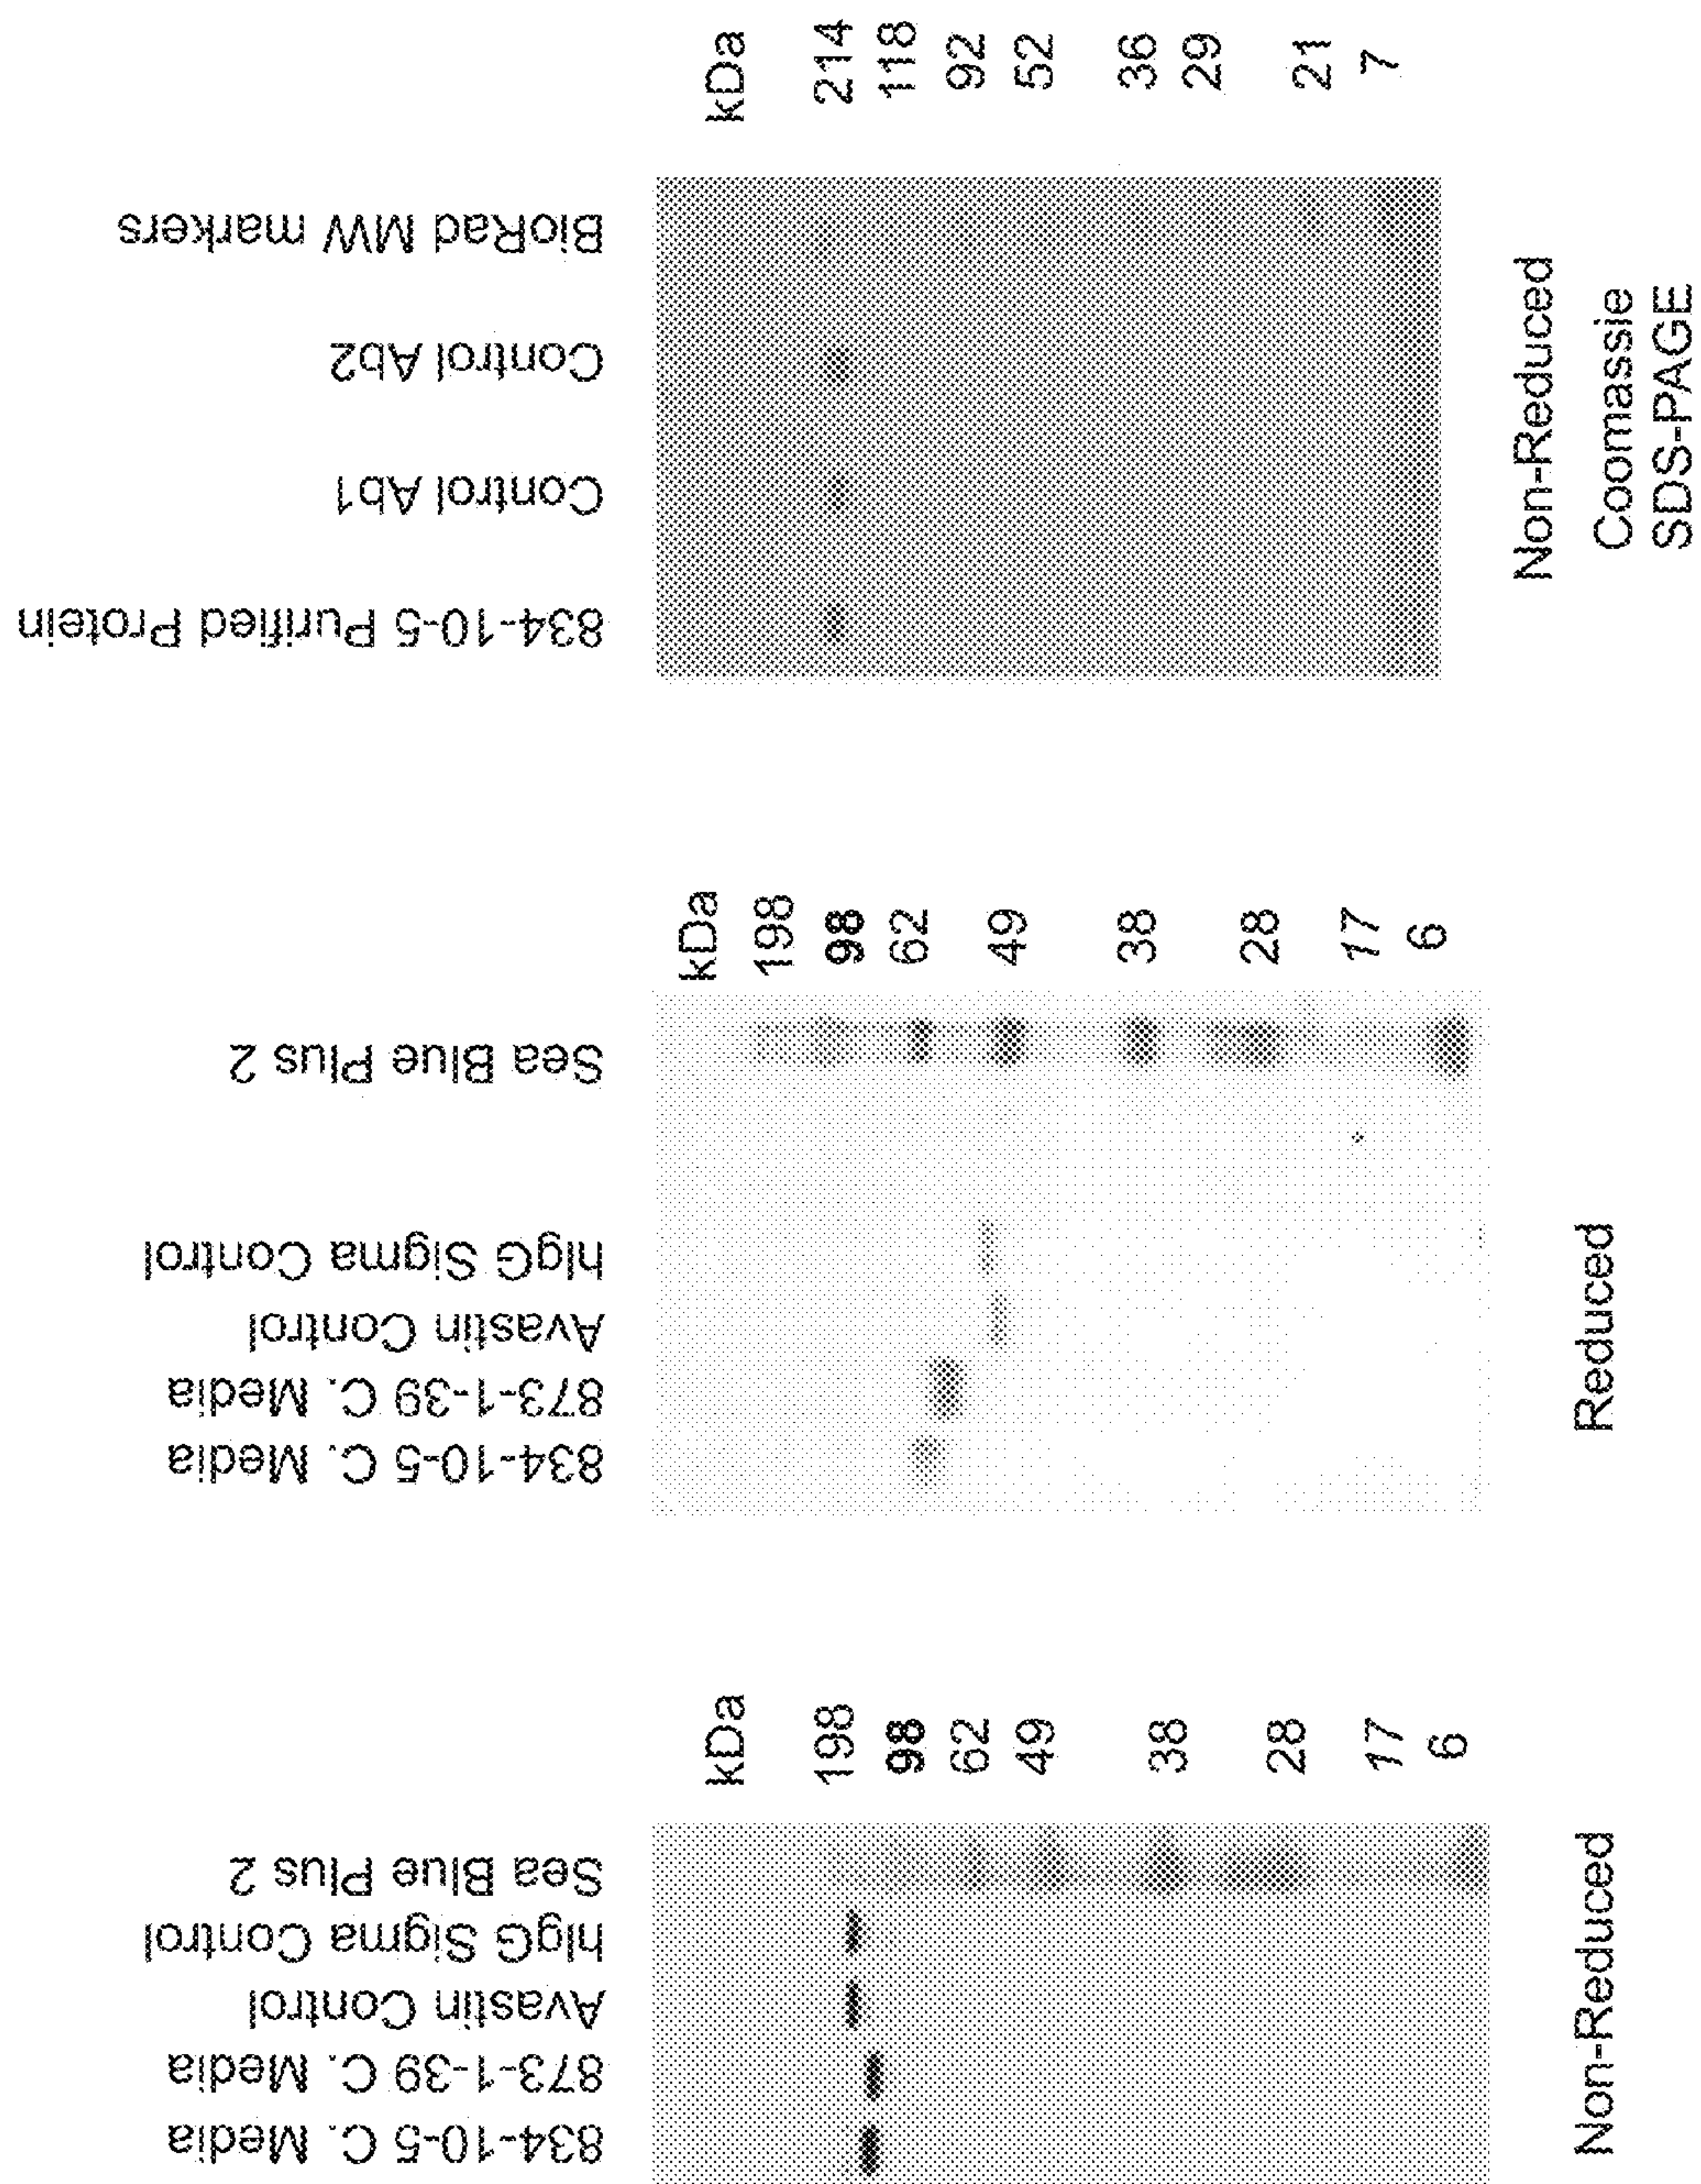 834-10-5 C. Media
873-1-39 C. Media
Avastin Control
hIgG Sigma Control
Sea Blue Plus 2
kDa
198
98
62
49
38
28
17
6
Non-Reduced
834-10-5 C. Media
873-1-39 C. Media
Avastin Control
hIgG Sigma Control
Sea Blue Plus 2
kDa
198
98
62
49
38
28
17
6
Reduced
834-10-5 Purified Protein
Control Ab1
Control Ab2
BioRad MW markers
kDa
214
118
92
52
36
29
21
7
Non-Reduced
Coomassie
SDS-PAGE